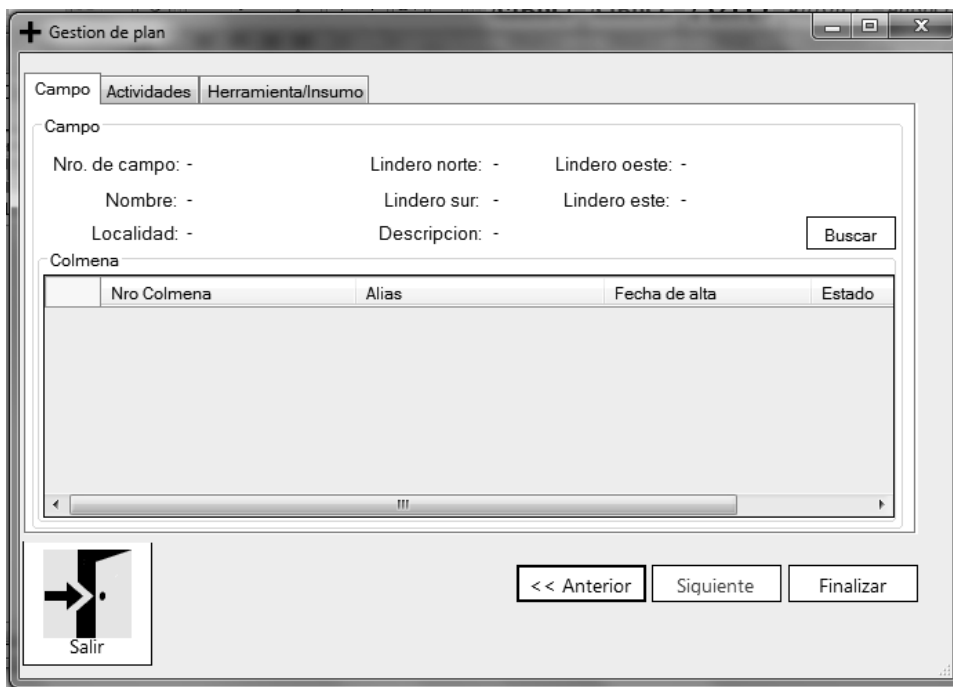 Gestion de plan
Campo Actividades Herramienta/Insumo
Campo
Nro. de campo: - Lindero norte: - Lindero oeste: -
Nombre: - Lindero sur: - Lindero este: -
Localidad: - Descripcion: -
Buscar
Colmena
Nro Colmena Alias Fecha de alta Estado
<< Anterior Siguiente Finalizar
Salir